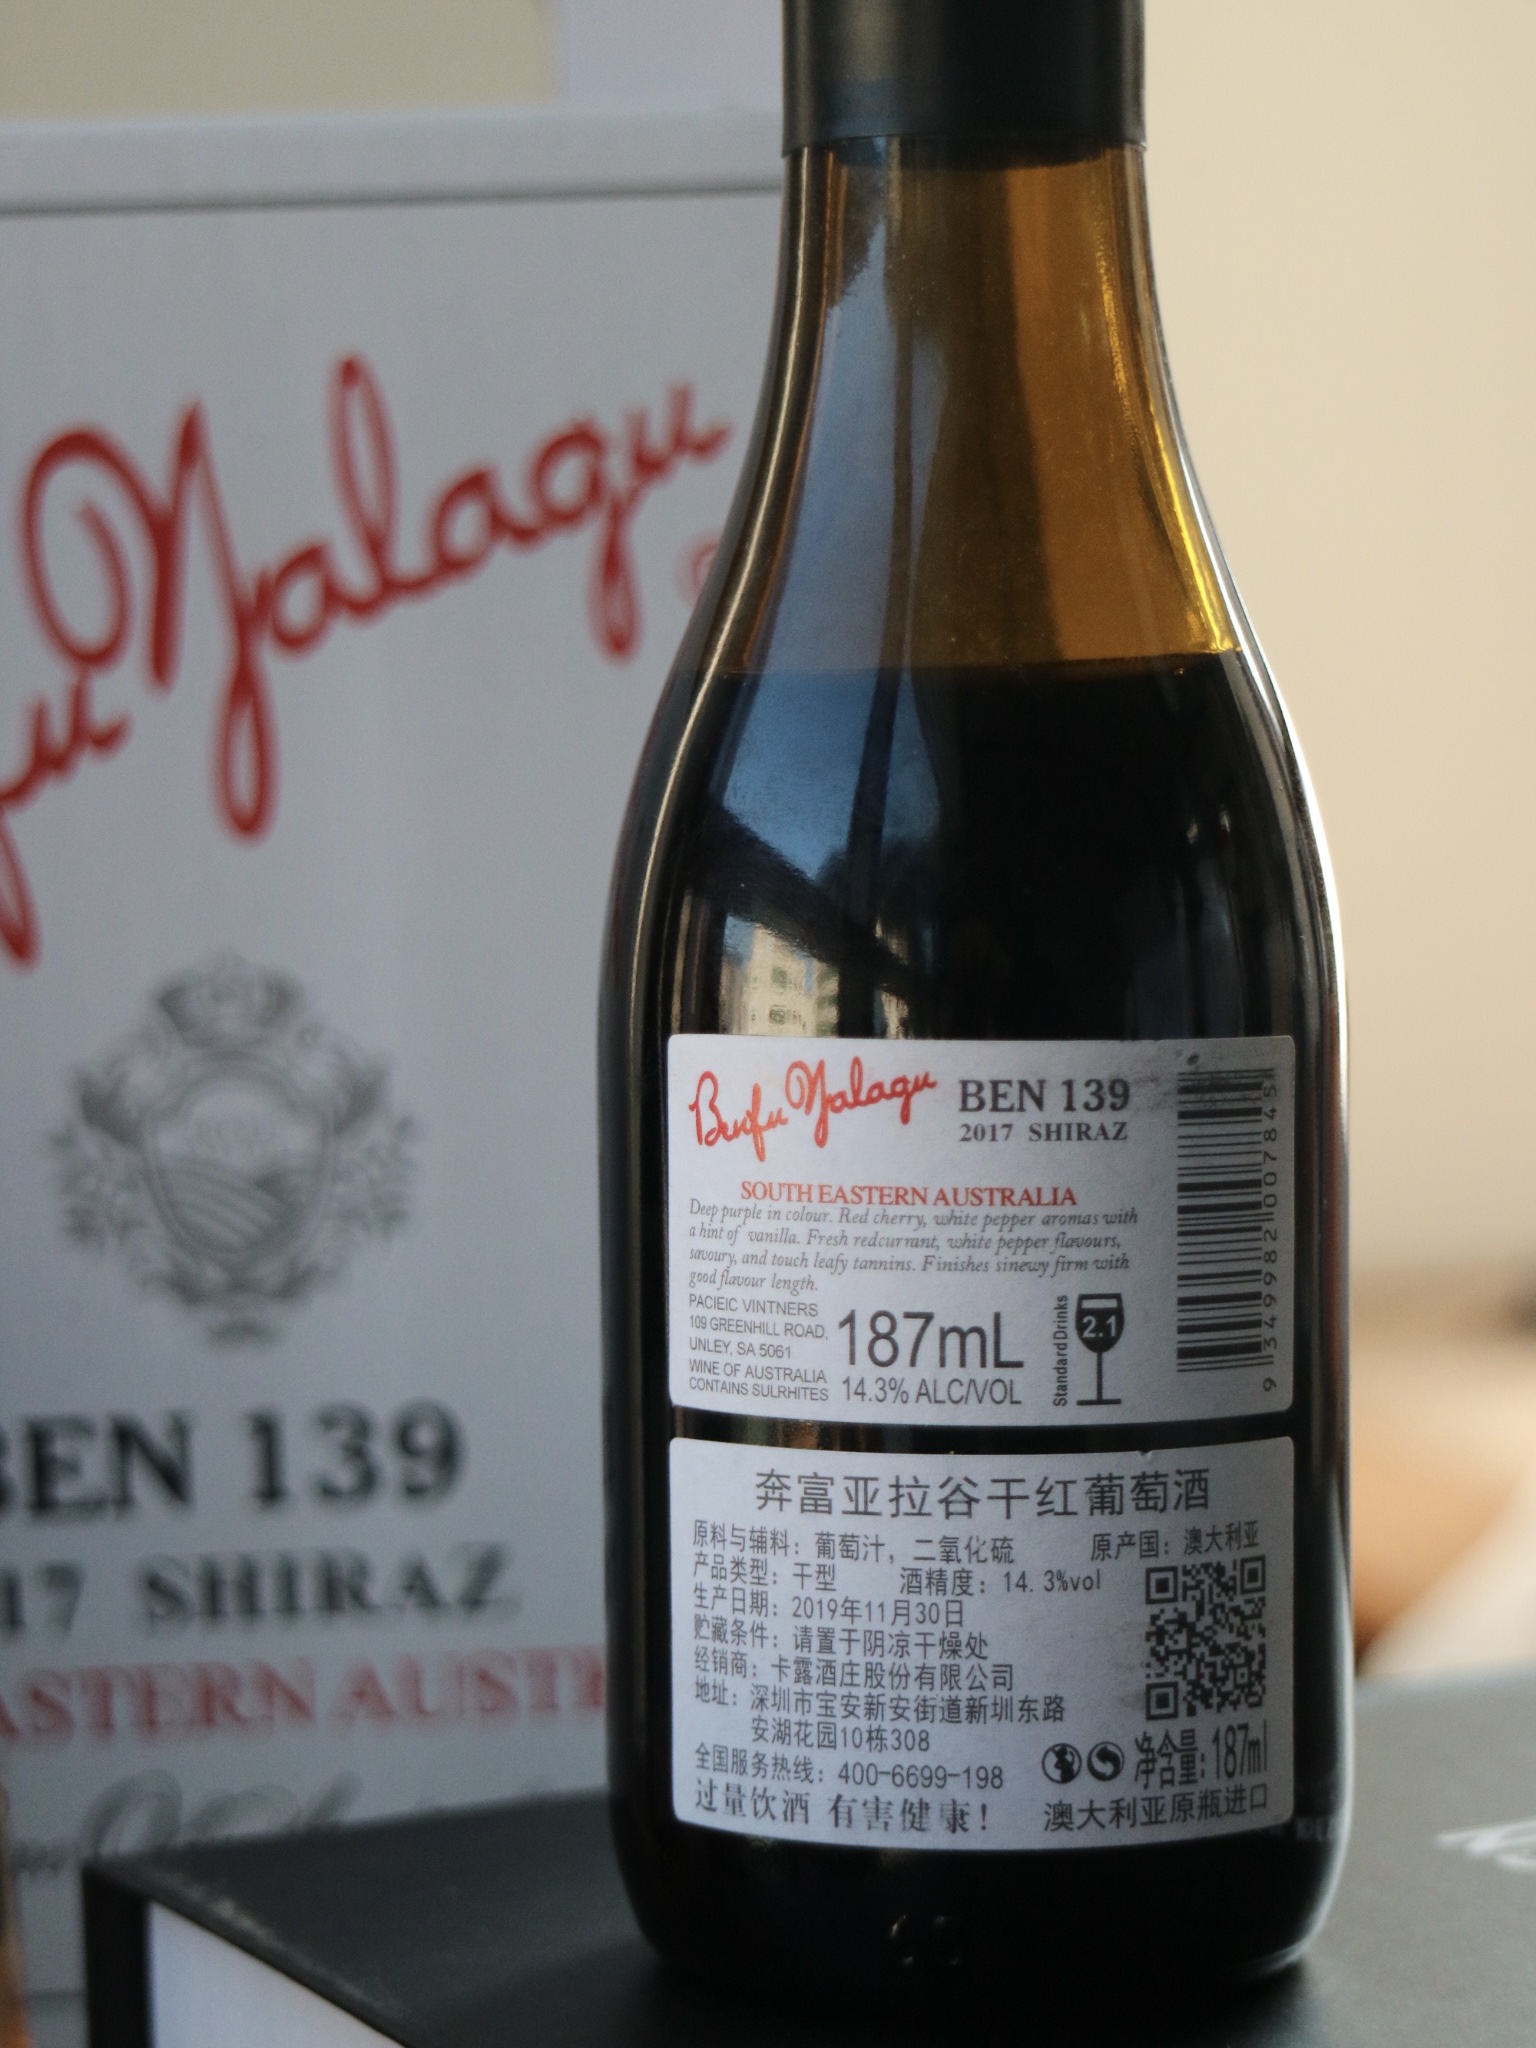 Benfu Yalagu
BEN 139
2017 SHIRAZ
SOUTH EASTERN AUSTRALIA
Deep purple in colour. Red cherry, white pepper aromas with
a hint of vanilla. Fresh redcurrant, white pepper flavours,
savoury, and touch leafy tannins. Finishes sinewy firm with
good flavour length.
PACIEIC VINTNERS
109 GREENHILL ROAD,
UNLEY, SA 5061
WINE OF AUSTRALIA
CONTAINS SULRHITES
187mL
14.3% ALC/VOL
Standard Drinks
2.1
9 349982 007845
奔富亚拉谷干红葡萄酒
原料与辅料：葡萄汁，二氧化硫 原产国：澳大利亚
产品类型：干型 酒精度：14.3%vol
生产日期：2019年11月30日
贮藏条件：请置于阴凉干燥处
经销商：卡露酒庄股份有限公司
地址：深圳市宝安新安街道新圳东路
安湖花园10栋308
全国服务热线：400-6699-198
净含量：187ml
过量饮酒 有害健康！
澳大利亚原瓶进口
Yalagu
BEN 139
17 SHIRAZ
ASTERN AUST